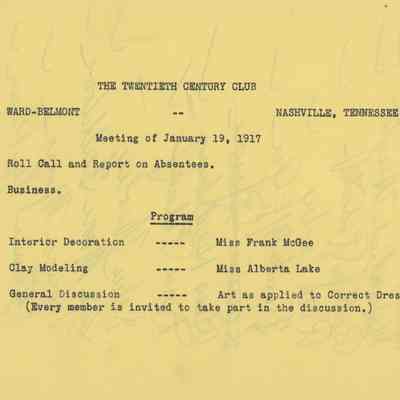 THE TWENTIETH CENTURY CLUB
WARD-BELMONT -- NASHVILLE, TENNESSEE
Meeting of January 19, 1917
Roll Call and Report on Absentees.
Business.
Program
Interior Decoration ----- Miss Frank McGee
Clay Modeling ----- Miss Alberta Lake
General Discussion ----- Art as applied to Correct Dres
(Every member is invited to take part in the discussion.)